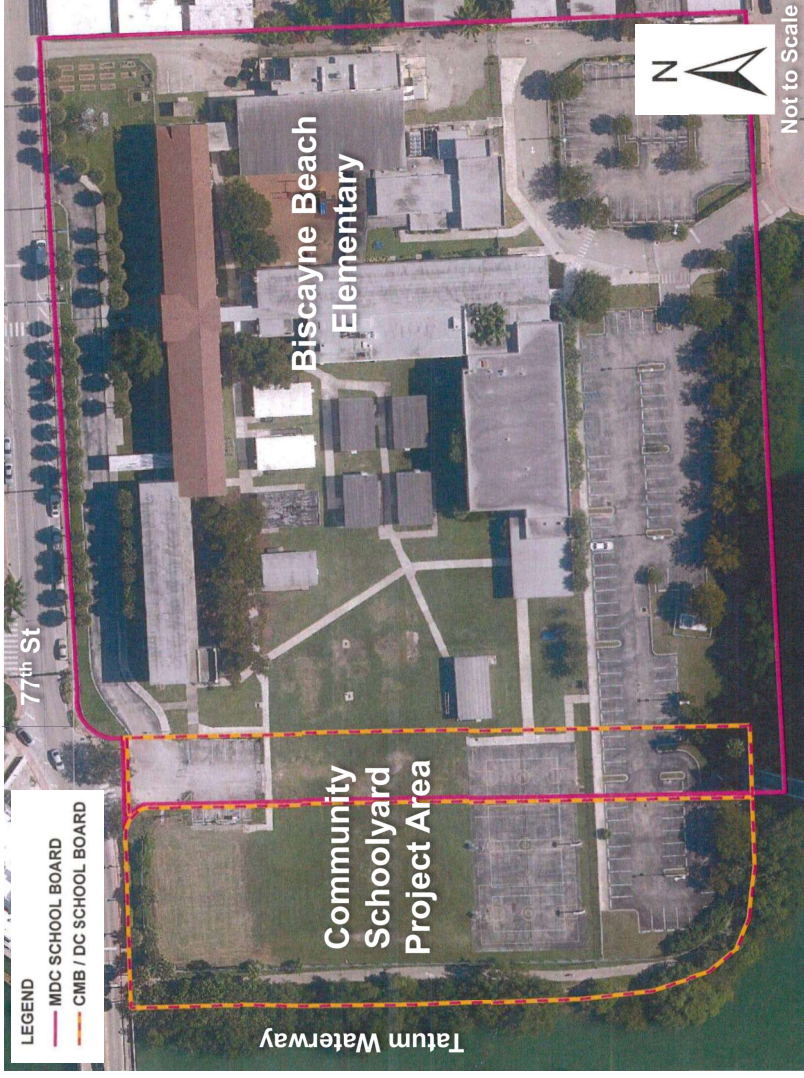 LEGEND
MDC SCHOOL BOARD
CMB / DC SCHOOL BOARD
77th St
N
Not to Scale
Biscayne Beach
Elementary
Community
Schoolyard
Project Area
Tatum Waterway